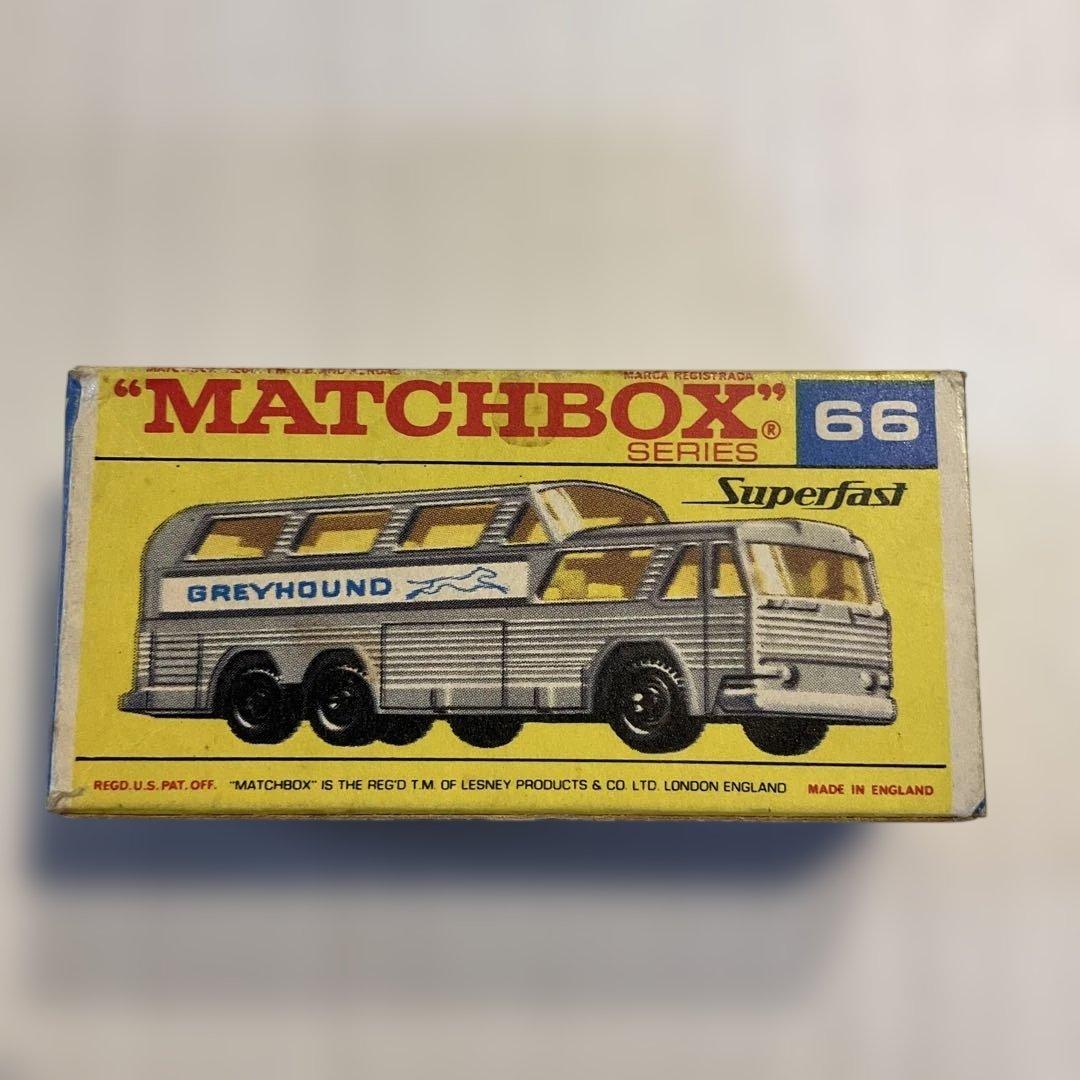 MARCA REGISTRADA
"MATCHBOX"®
SERIES
66
Superfast
GREYHOUND
REGD. U.S. PAT. OFF. "MATCHBOX" IS THE REG'D T.M. OF LESNEY PRODUCTS & CO. LTD. LONDON ENGLAND MADE IN ENGLAND